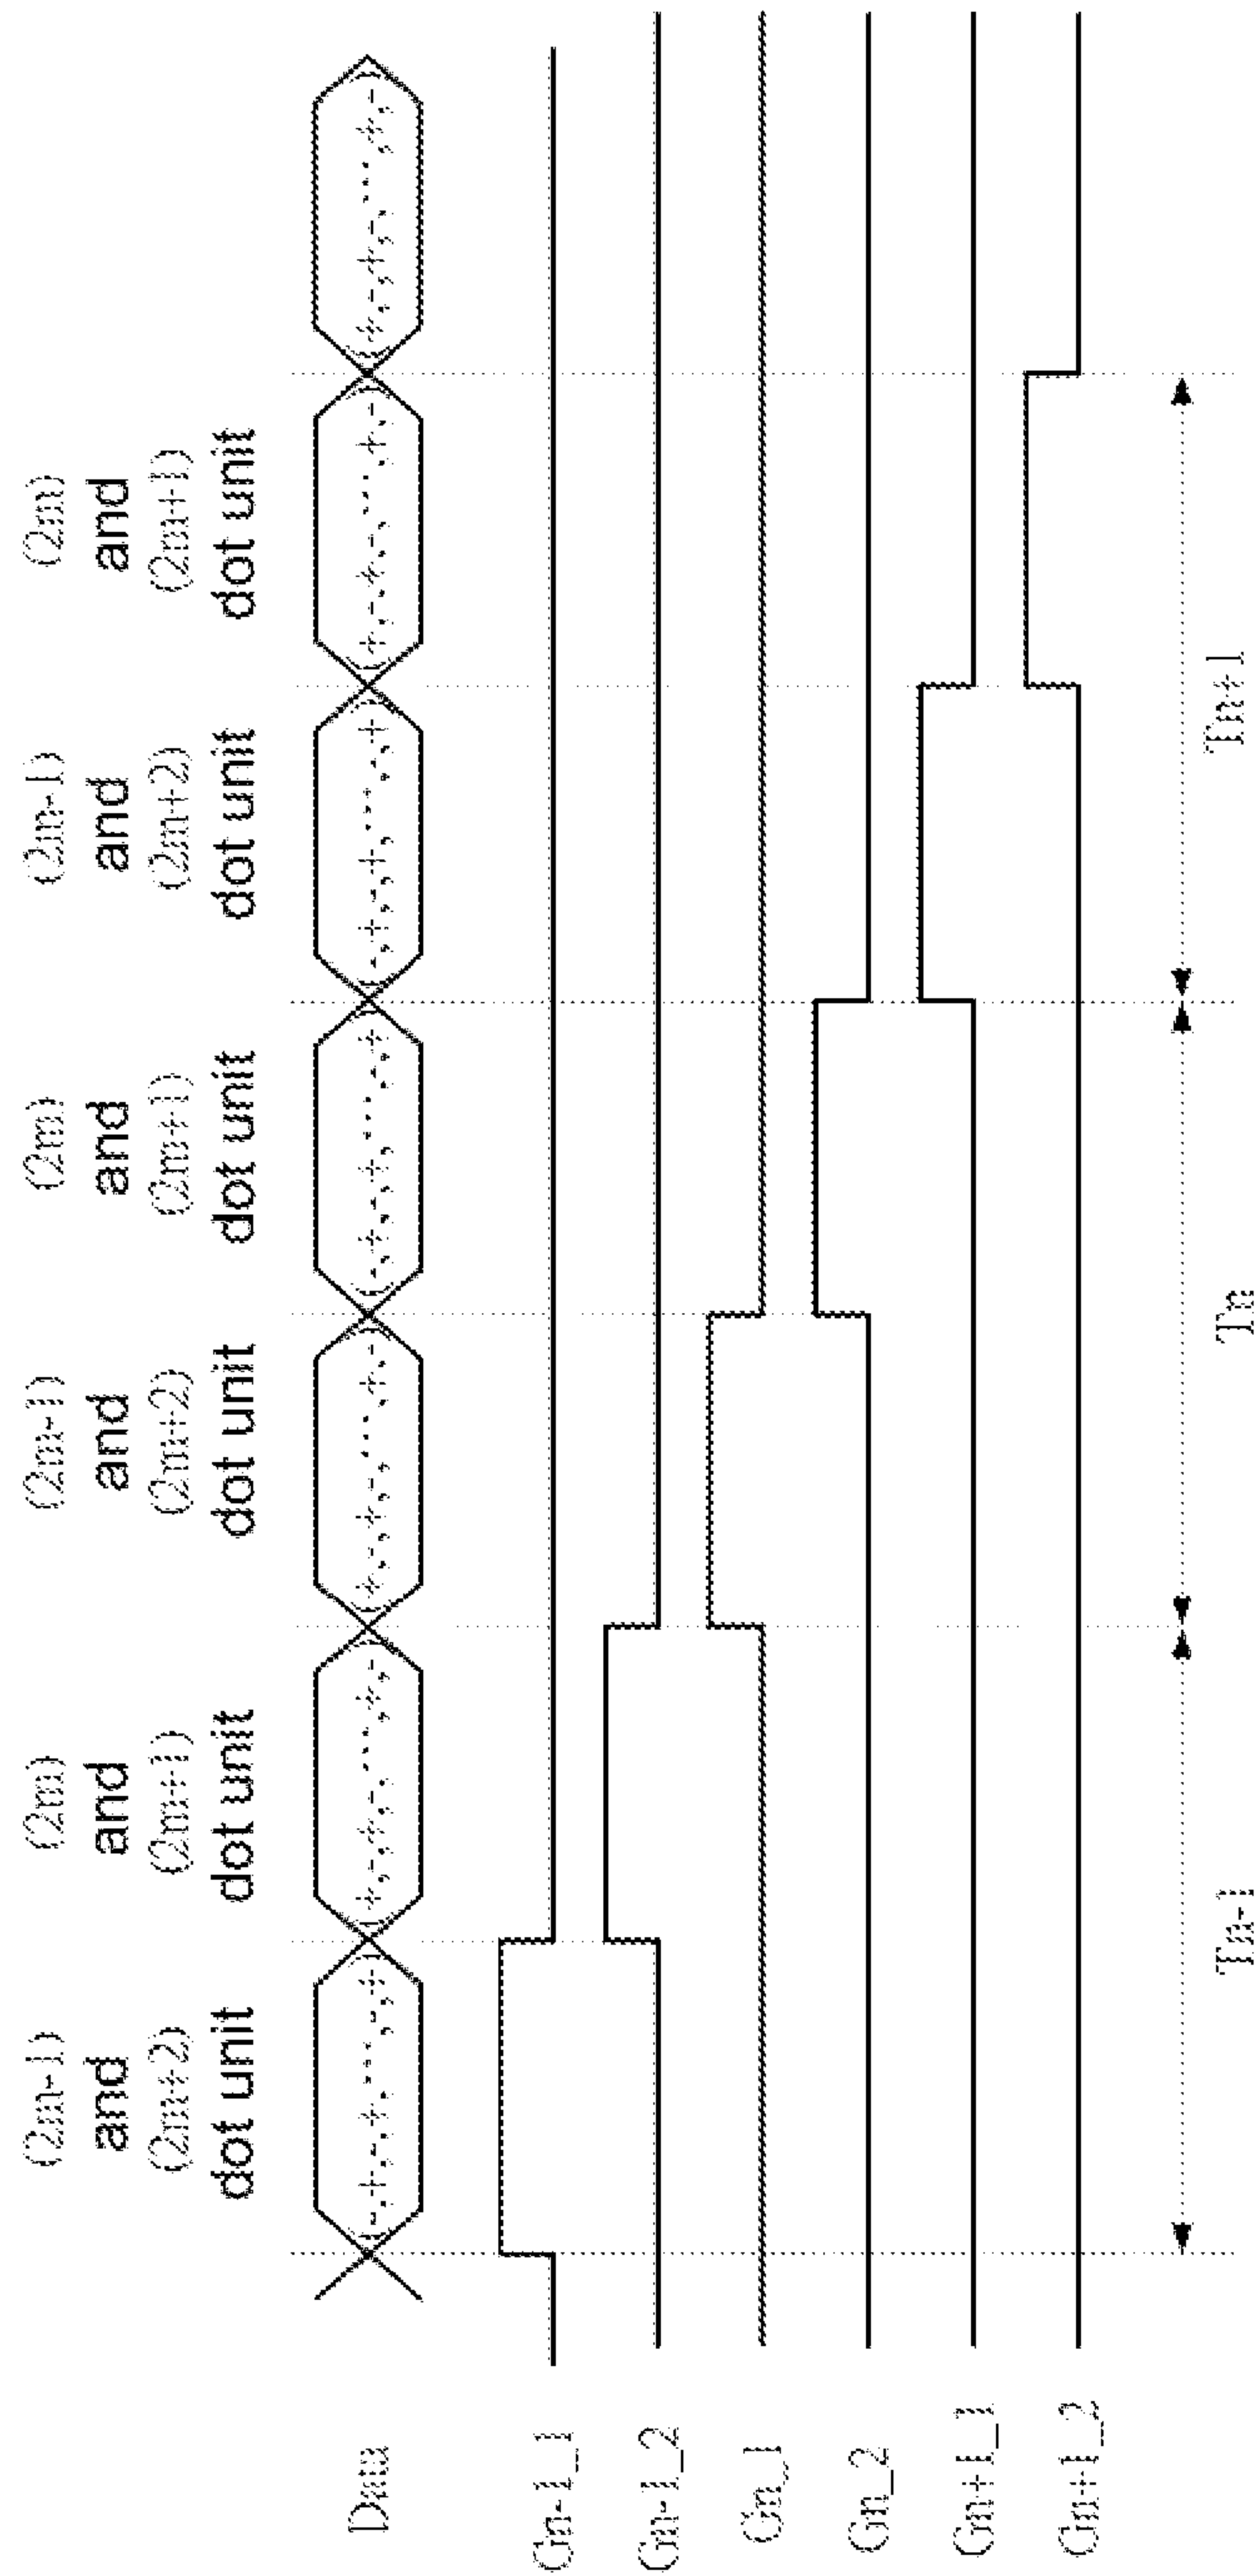 (2m-1)
and
(2m+2)
dot unit
(2m)
and
(2m+1)
dot unit
(2m-1)
and
(2m+2)
dot unit
(2m)
and
(2m+1)
dot unit
(2m-1)
and
(2m+2)
dot unit
(2m)
and
(2m+1)
dot unit
Data
(-,+,-,+,...,-,+)
(+,-,+,-,...,+,-)
(+,-,+,-,...,+,-)
(-,+,-,+,...,-,+)
(-,+,-,+,...,-,+)
(+,-,+,-,...,+,-)
(+,-,+,-,...,+,-)
Gn-1_1
Gn-1_2
Gn_1
Gn_2
Gn+1_1
Gn+1_2
Tn-1
Tn
Tn+1